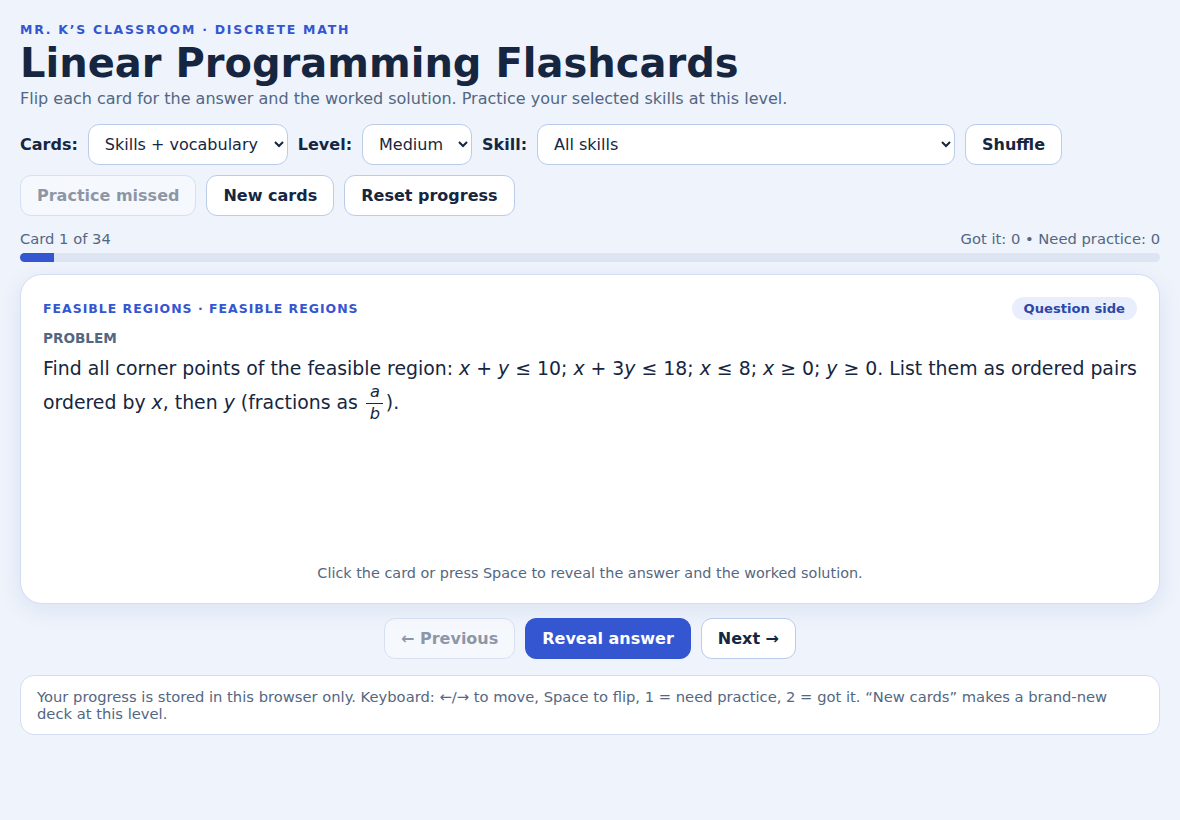 MR. K’S CLASSROOM · DISCRETE MATH
Linear Programming Flashcards
Flip each card for the answer and the worked solution. Practice your selected skills at this level.
Cards: Skills + vocabulary Level: Medium Skill: All skills Shuffle
Practice missed New cards Reset progress
Card 1 of 34 Got it: 0 • Need practice: 0
FEASIBLE REGIONS · FEASIBLE REGIONS Question side
PROBLEM
Find all corner points of the feasible region: x + y ≤ 10; x + 3y ≤ 18; x ≤ 8; x ≥ 0; y ≥ 0. List them as ordered pairs
ordered by x, then y (fractions as a/b).
Click the card or press Space to reveal the answer and the worked solution.
← Previous Reveal answer Next →
Your progress is stored in this browser only. Keyboard: ←/→ to move, Space to flip, 1 = need practice, 2 = got it. “New cards” makes a brand-new
deck at this level.